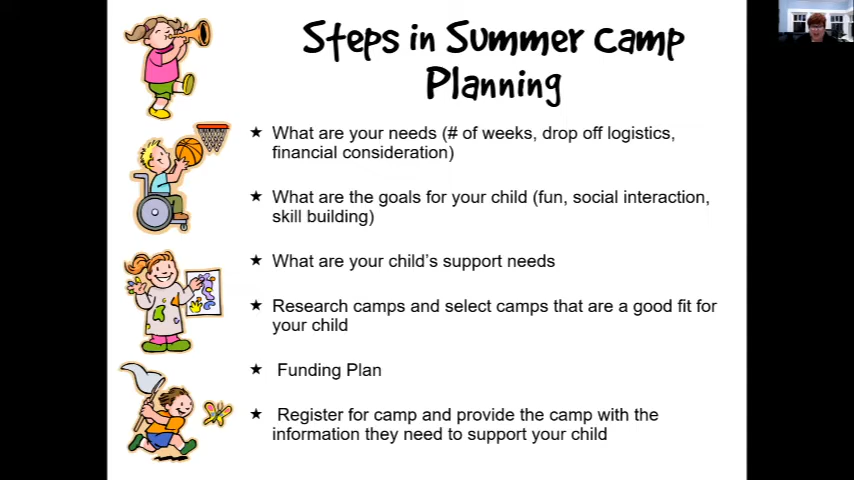 Steps in Summer Camp
Planning
★ What are your needs (# of weeks, drop off logistics,
financial consideration)
★ What are the goals for your child (fun, social interaction,
skill building)
★ What are your child's support needs
★ Research camps and select camps that are a good fit for
your child
★ Funding Plan
★ Register for camp and provide the camp with the
information they need to support your child